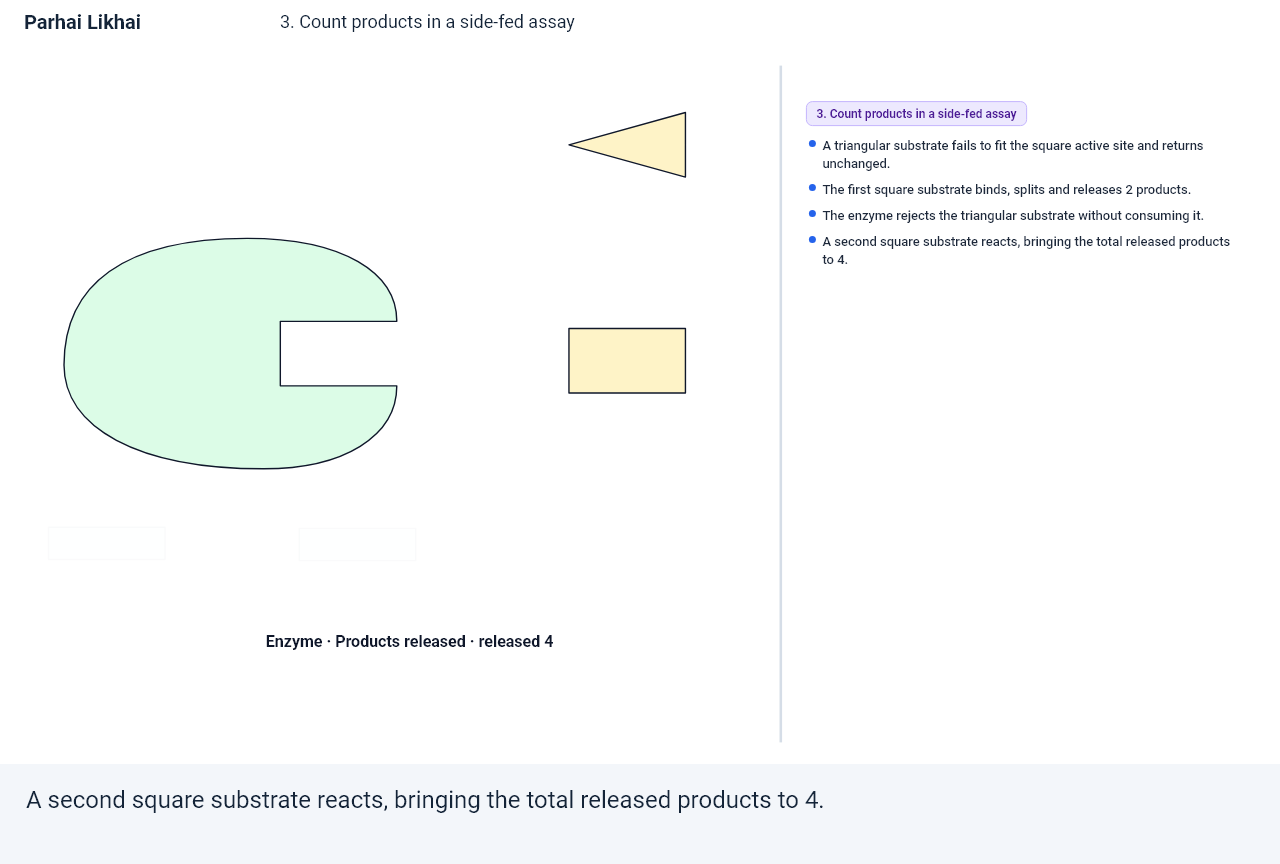 Parhai Likhai
3. Count products in a side-fed assay
3. Count products in a side-fed assay
A triangular substrate fails to fit the square active site and returns
unchanged.
The first square substrate binds, splits and releases 2 products.
The enzyme rejects the triangular substrate without consuming it.
A second square substrate reacts, bringing the total released products
to 4.
Enzyme · Products released · released 4
A second square substrate reacts, bringing the total released products to 4.